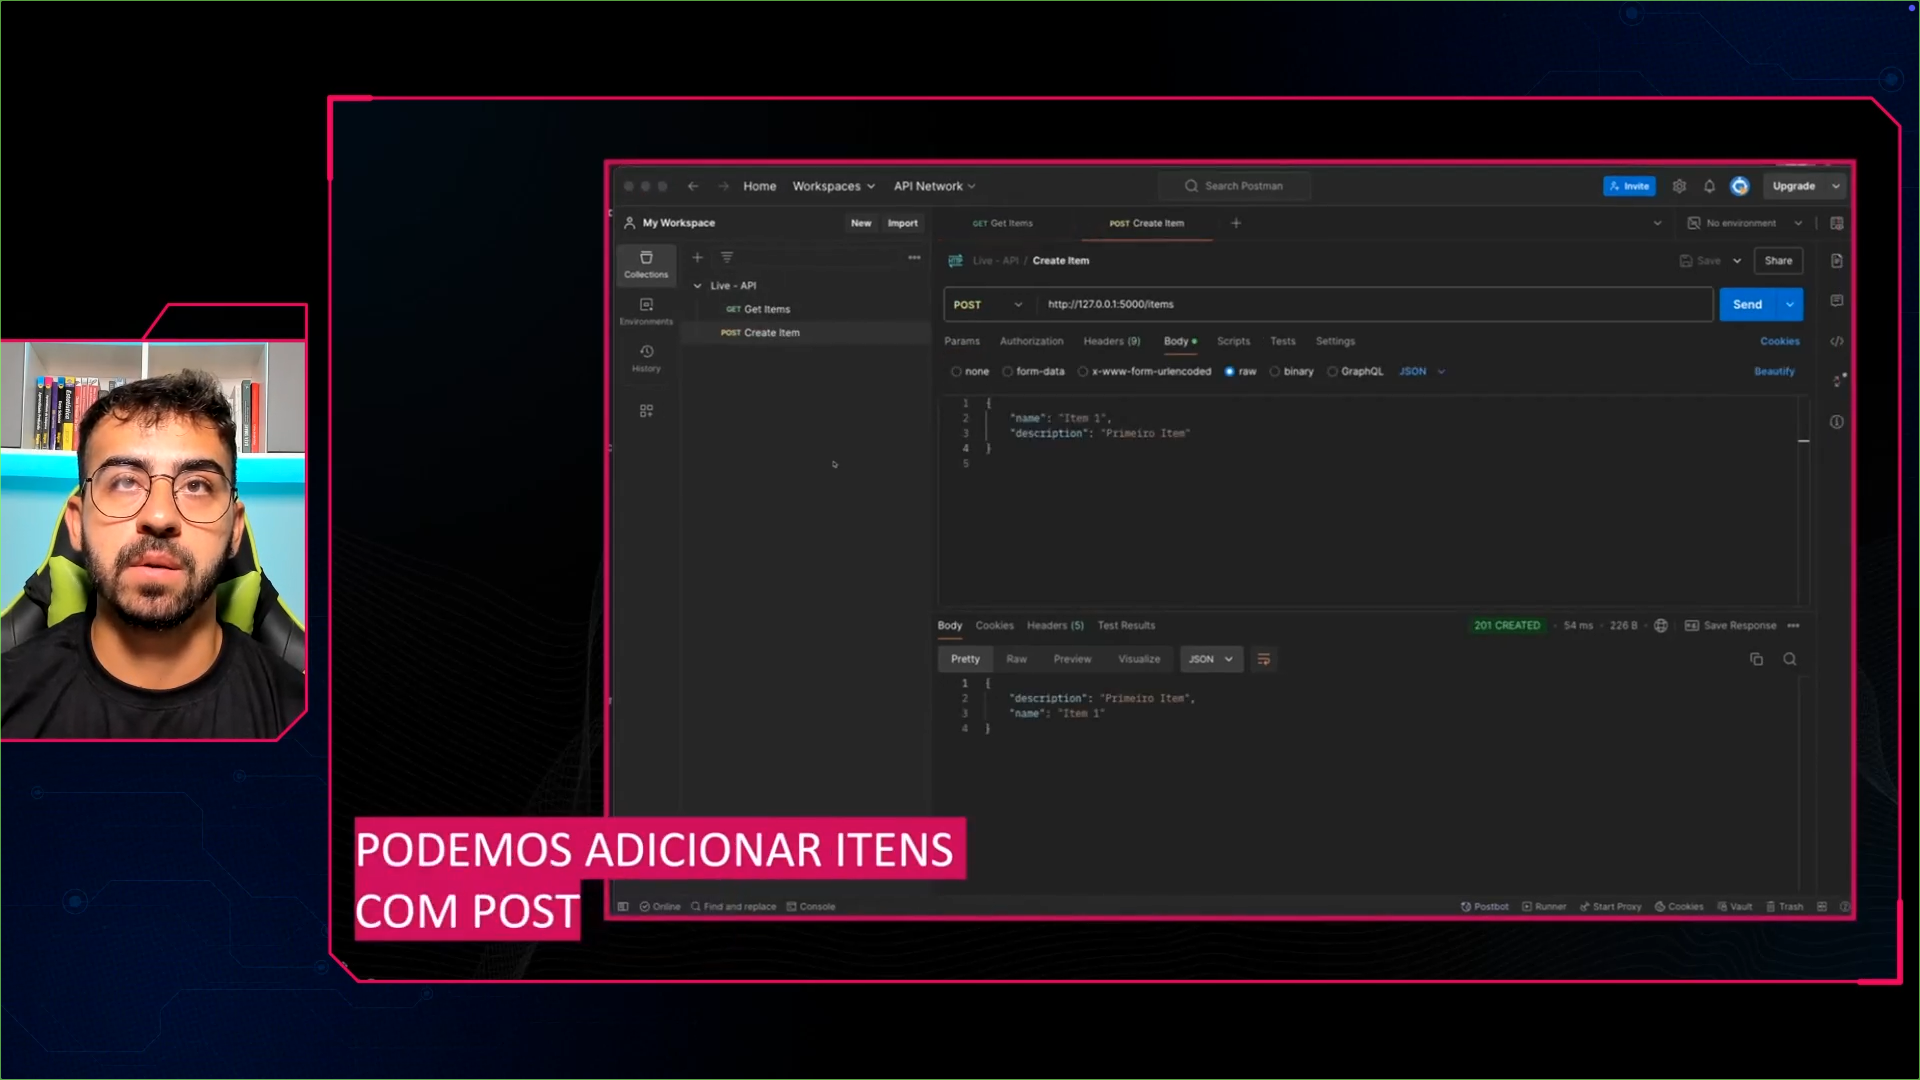 Home Workspaces API Network Search Postman Invite Upgrade
My Workspace New Import GET Get Items POST Create Item No environment
Collections
Environments
History
Live - API
GET Get Items
POST Create Item
Live - API / Create Item Save Share
POST http://127.0.0.1:5000/items Send
Params Authorization Headers (9) Body Scripts Tests Settings Cookies
none form-data x-www-form-urlencoded raw binary GraphQL JSON Beautify
1 {
2 "name": "Item 1",
3 "description": "Primeiro Item"
4 }
5
Body Cookies Headers (5) Test Results 201 CREATED 54 ms 226 B Save Response
Pretty Raw Preview Visualize JSON
1 {
2 "description": "Primeiro Item",
3 "name": "Item 1"
4 }
PODEMOS ADICIONAR ITENS
COM POST
Online Find and replace Console Postbot Runner Start Proxy Cookies Vault Trash